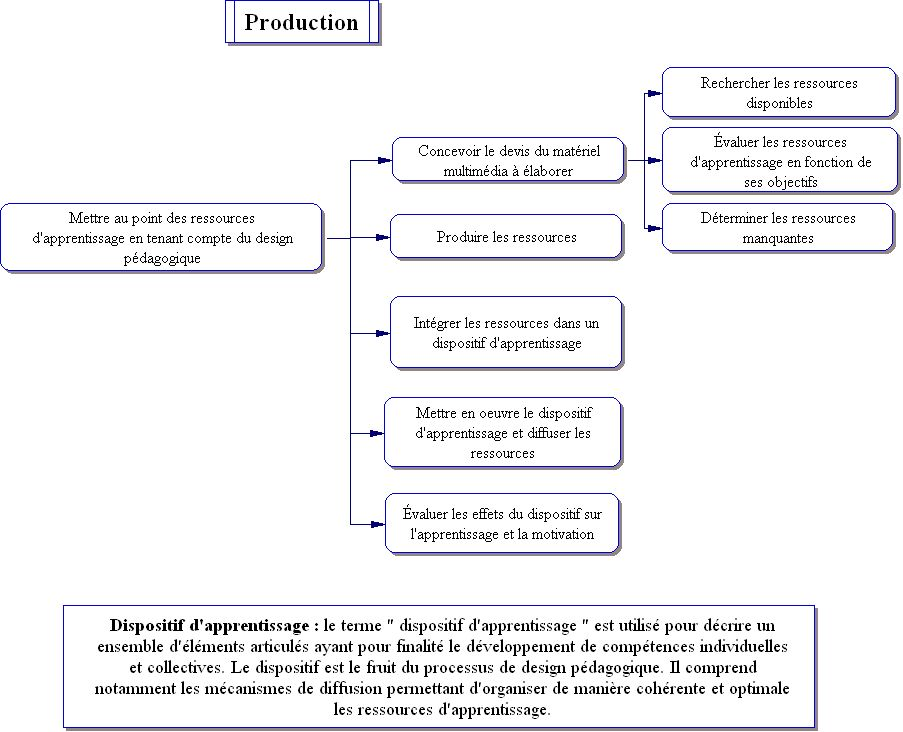 Production
Mettre au point des ressources
d'apprentissage en tenant compte du design
pédagogique
Concevoir le devis du matériel
multimédia à élaborer
Rechercher les ressources
disponibles
Évaluer les ressources
d'apprentissage en fonction de
ses objectifs
Déterminer les ressources
manquantes
Produire les ressources
Intégrer les ressources dans un
dispositif d'apprentissage
Mettre en oeuvre le dispositif
d'apprentissage et diffuser les
ressources
Évaluer les effets du dispositif sur
l'apprentissage et la motivation
Dispositif d'apprentissage : le terme " dispositif d'apprentissage " est utilisé pour décrire un
ensemble d'éléments articulés ayant pour finalité le développement de compétences individuelles
et collectives. Le dispositif est le fruit du processus de design pédagogique. Il comprend
notamment les mécanismes de diffusion permettant d'organiser de manière cohérente et optimale
les ressources d'apprentissage.